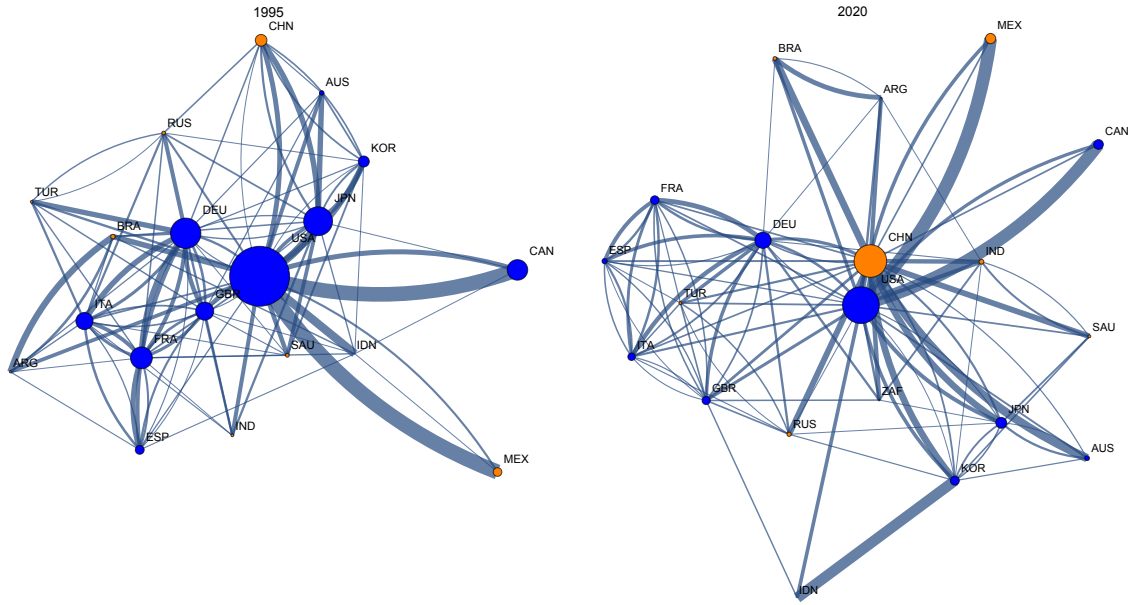 1995
CHN
AUS
RUS
KOR
TUR
JPN
DEU
BRA
USA
CAN
GBR
ITA
FRA
SAU
IDN
ARG
IND
ESP
MEX
2020
MEX
BRA
ARG
CAN
FRA
DEU
CHN
ESP
IND
USA
TUR
SAU
ITA
GBR
ZAF
JPN
RUS
AUS
KOR
IDN